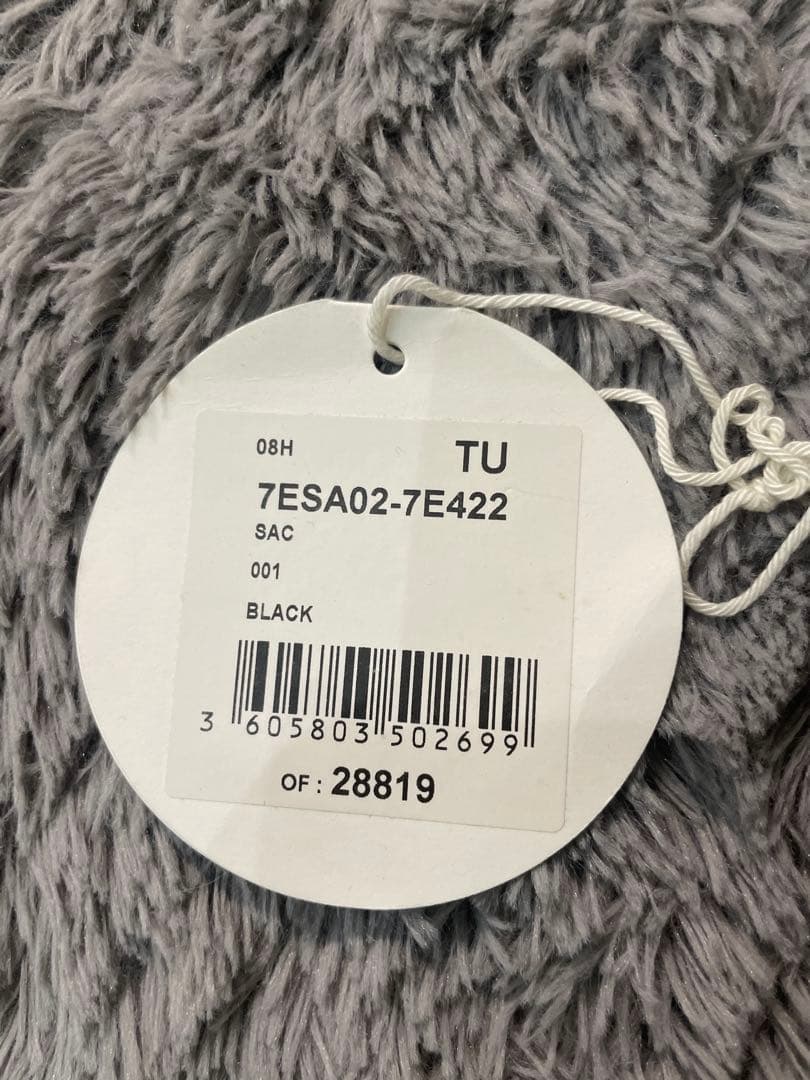 08H TU
7ESA02-7E422
SAC
001
BLACK
3 605803 502699
OF : 28819